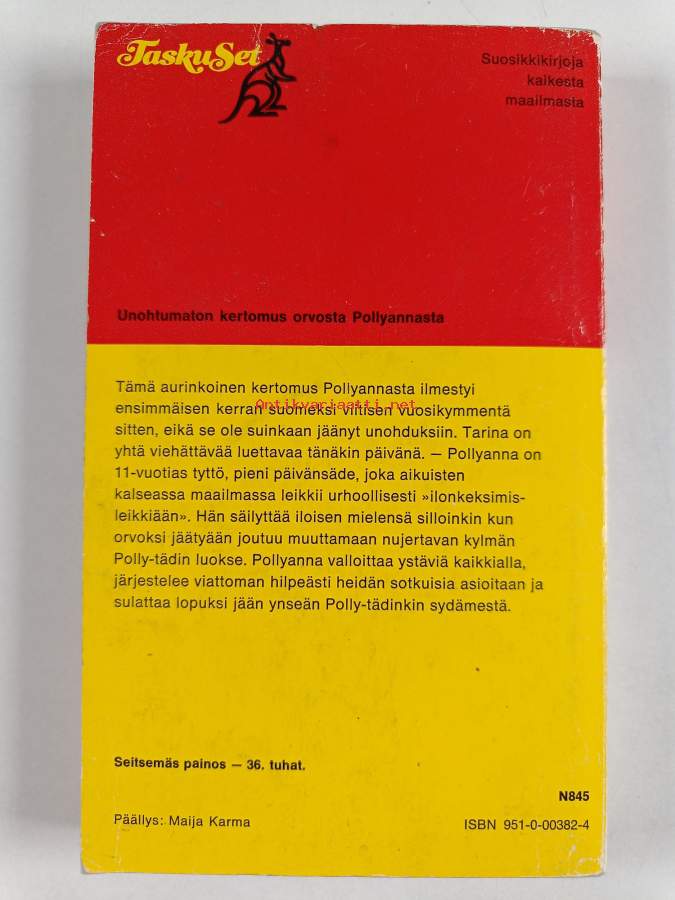 TaskuSet
Suosikkikirjoja
kaikesta
maailmasta
Unohtumaton kertomus orvosta Pollyannasta
Tämä aurinkoinen kertomus Pollyannasta ilmestyi
Antikvariaatti.net
ensimmäisen kerran suomeksi viitisen vuosikymmentä
sitten, eikä se ole suinkaan jäänyt unohduksiin. Tarina on
yhtä viehättävää luettavaa tänäkin päivänä. — Pollyanna on
11-vuotias tyttö, pieni päivänsäde, joka aikuisten
kalseassa maailmassa leikkii urhoollisesti »ilonkeksimis-
leikkiään». Hän säilyttää iloisen mielensä silloinkin kun
orvoksi jäätyään joutuu muuttamaan nujertavan kylmän
Polly-tädin luokse. Pollyanna valloittaa ystäviä kaikkialla,
järjestelee viattoman hilpeästi heidän sotkuisia asioitaan ja
sulattaa lopuksi jään ynseän Polly-tädinkin sydämestä.
Seitsemäs painos — 36. tuhat.
N845
Päällys: Maija Karma
ISBN 951-0-00382-4